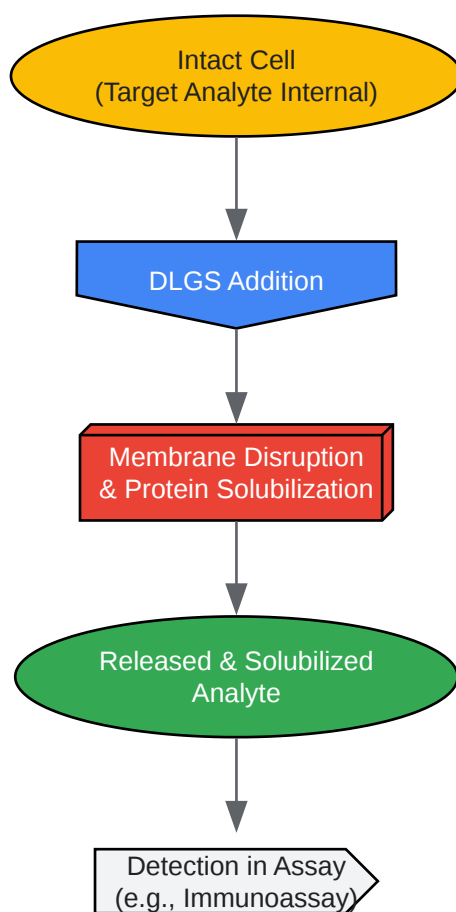 Intact Cell
(Target Analyte Internal)
DLGS Addition
Membrane Disruption
& Protein Solubilization
Released & Solubilized
Analyte
Detection in Assay
(e.g., Immunoassay)